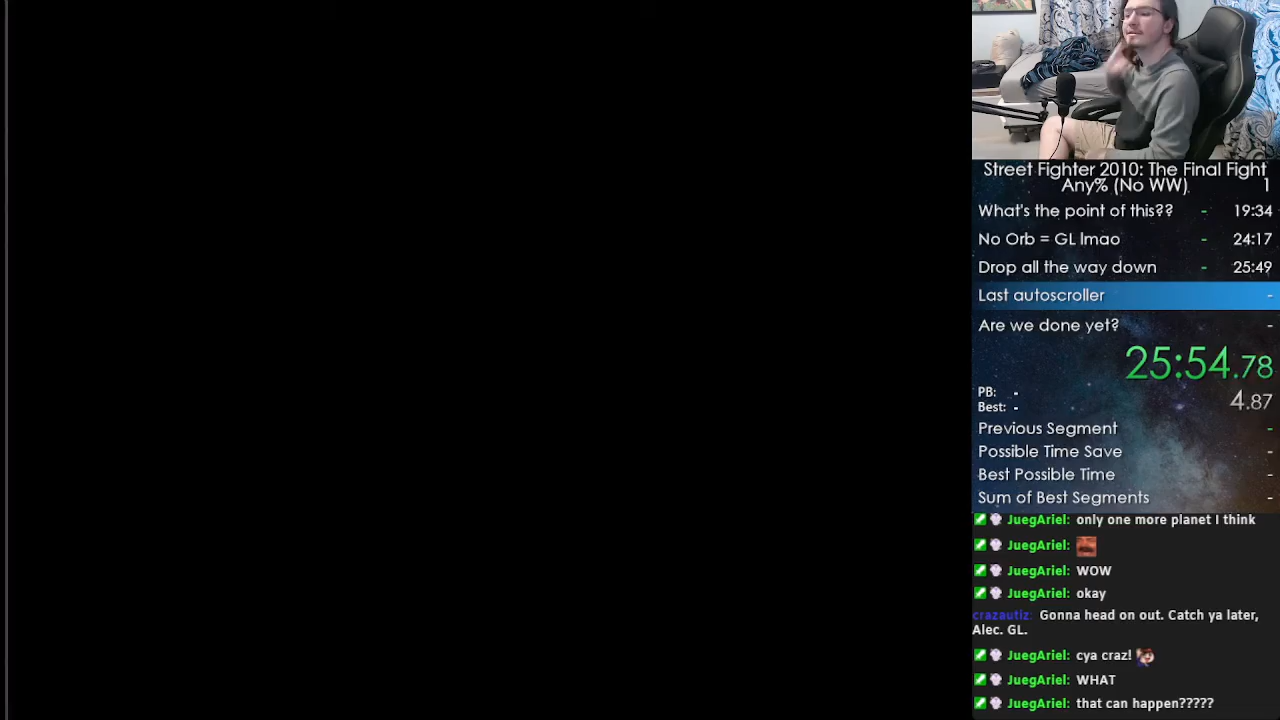 Street Fighter 2010: The Final Fight
Any% (No WW) 1
What's the point of this?? - 19:34
No Orb = GL lmao - 24:17
Drop all the way down - 25:49
Last autoscroller -
Are we done yet? -
25:54.78
PB: - 4.87
Best: -
Previous Segment -
Possible Time Save -
Best Possible Time -
Sum of Best Segments -
JuegAriel: only one more planet I think
JuegAriel:
JuegAriel: WOW
JuegAriel: okay
crazautiz: Gonna head on out. Catch ya later,
Alec. GL.
JuegAriel: cya craz!
JuegAriel: WHAT
JuegAriel: that can happen?????